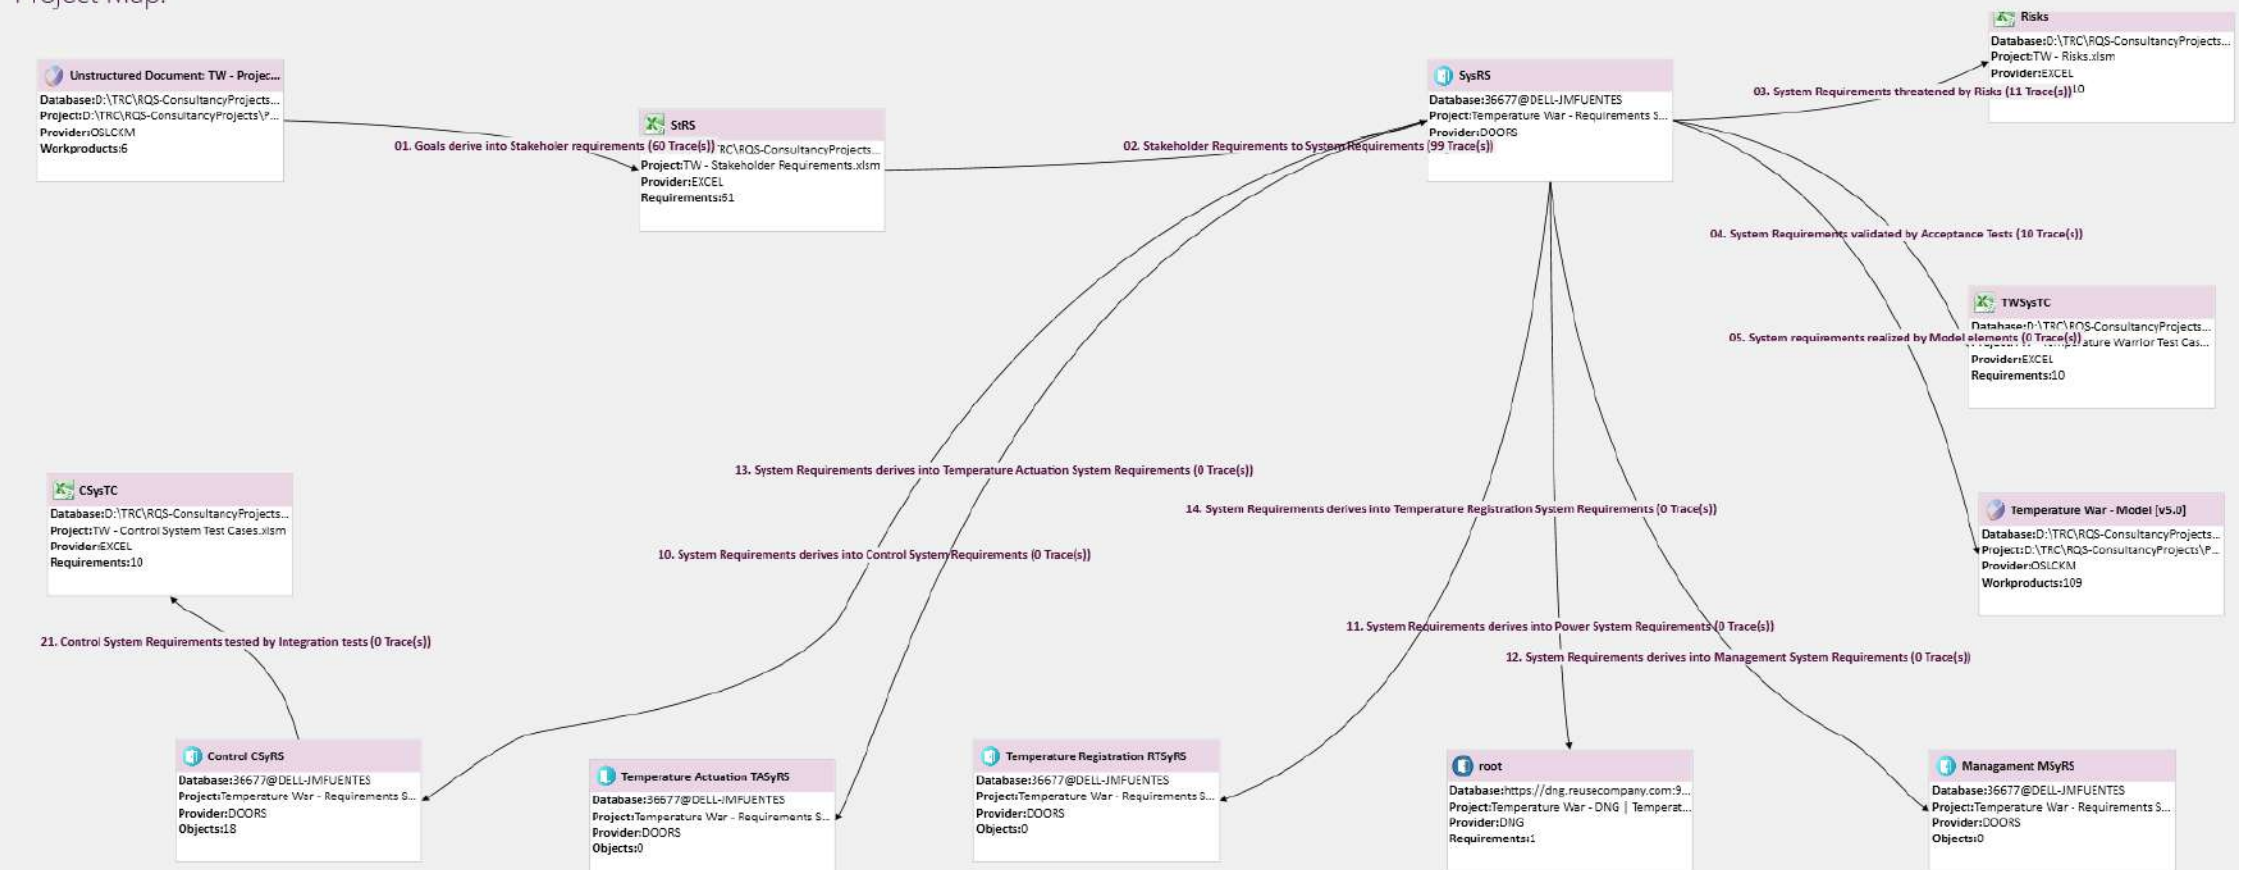 Project Map:
Risks
Database:D:\TRC\RQS-ConsultancyProjects...
Project:TW - Risks.xlsm
Provider:EXCEL
10
03. System Requirements threatened by Risks (11 Trace(s))
Unstructured Document: TW - Projec...
Database:D:\TRC\RQS-ConsultancyProjects...
Project:D:\TRC\RQS-ConsultancyProjects\P...
Provider:OSLCKM
Workproducts:6
01. Goals derive into Stakeholer requirements (60 Trace(s))
StRS
RC\RQS-ConsultancyProjects...
Project:TW - Stakeholder Requirements.xlsm
Provider:EXCEL
Requirements:61
02. Stakeholder Requirements to System Requirements (99 Trace(s))
SysRS
Database:36677@DELL-JMFUENTES
Project:Temperature War - Requirements S...
Provider:DOORS
04. System Requirements validated by Acceptance Tests (10 Trace(s))
TWSysTC
Database:D:\TRC\RQS-ConsultancyProjects...
05. System requirements realized by Model elements (0 Trace(s))
ature Warrior Test Cas...
Provider:EXCEL
Requirements:10
13. System Requirements derives into Temperature Actuation System Requirements (0 Trace(s))
CSysTC
Database:D:\TRC\RQS-ConsultancyProjects...
Project:TW - Control System Test Cases.xlsm
Provider:EXCEL
Requirements:10
14. System Requirements derives into Temperature Registration System Requirements (0 Trace(s))
10. System Requirements derives into Control System Requirements (0 Trace(s))
Temperature War - Model [v5.0]
Database:D:\TRC\RQS-ConsultancyProjects...
Project:D:\TRC\RQS-ConsultancyProjects\P...
Provider:OSLCKM
Workproducts:109
21. Control System Requirements tested by Integration tests (0 Trace(s))
11. System Requirements derives into Power System Requirements (0 Trace(s))
12. System Requirements derives into Management System Requirements (0 Trace(s))
Control CSyRS
Database:36677@DELL-JMFUENTES
Project:Temperature War - Requirements S...
Provider:DOORS
Objects:18
Temperature Actuation TASyRS
Database:36677@DELL-JMFUENTES
Project:Temperature War - Requirements S...
Provider:DOORS
Objects:0
Temperature Registration RTSyRS
Database:36677@DELL-JMFUENTES
Project:Temperature War - Requirements S...
Provider:DOORS
Objects:0
root
Database:https://dng.reusecompany.com:9...
Project:Temperature War - DNG | Temperat...
Provider:DNG
Requirements:1
Managament MSyRS
Database:36677@DELL-JMFUENTES
Project:Temperature War - Requirements S...
Provider:DOORS
Objects:0